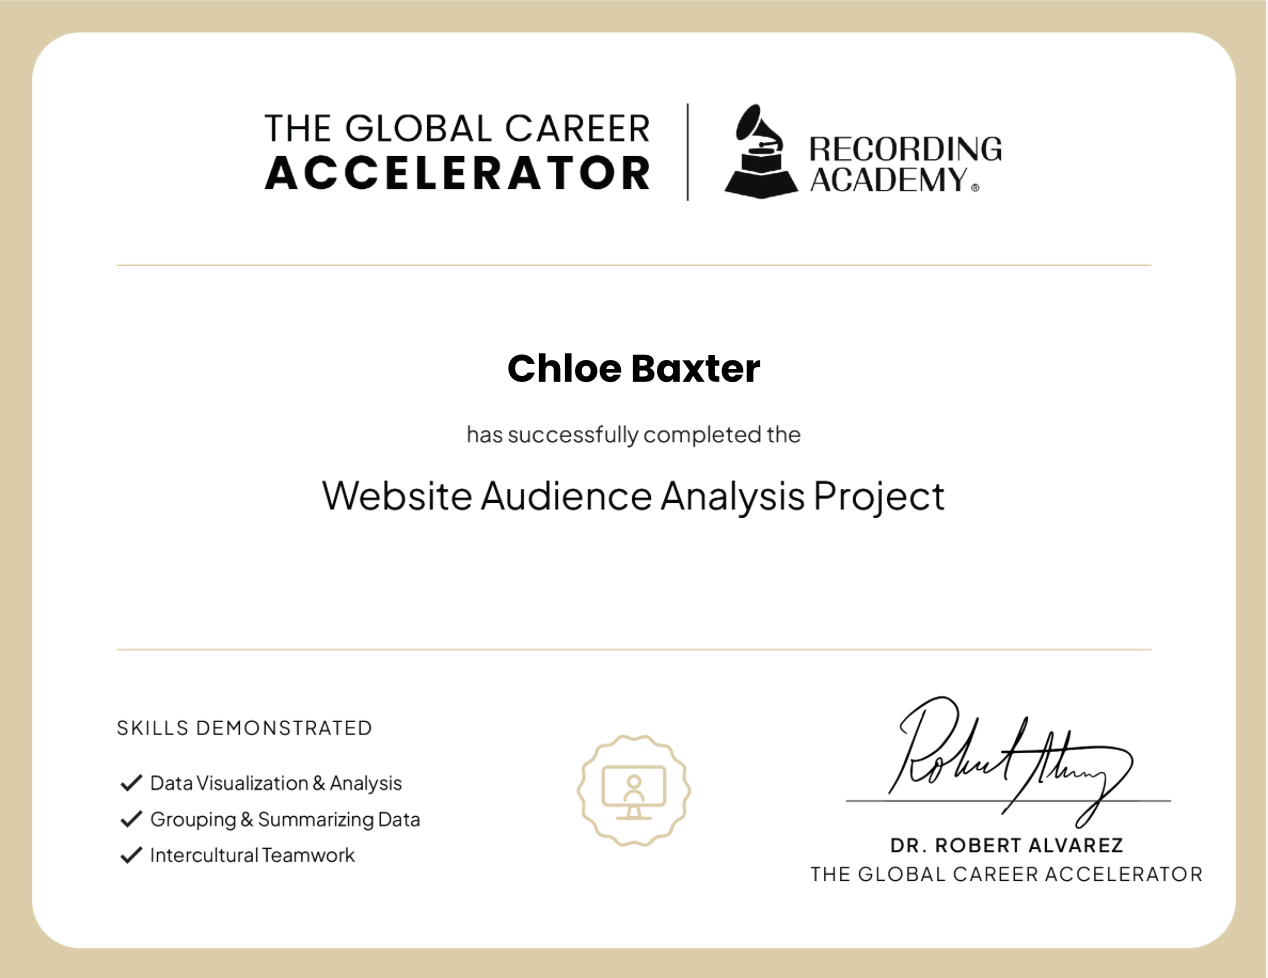 THE GLOBAL CAREER
ACCELERATOR
RECORDING
ACADEMY®
Chloe Baxter
has successfully completed the
Website Audience Analysis Project
SKILLS DEMONSTRATED
Data Visualization & Analysis
Grouping & Summarizing Data
Intercultural Teamwork
Robert Alvarez
DR. ROBERT ALVAREZ
THE GLOBAL CAREER ACCELERATOR